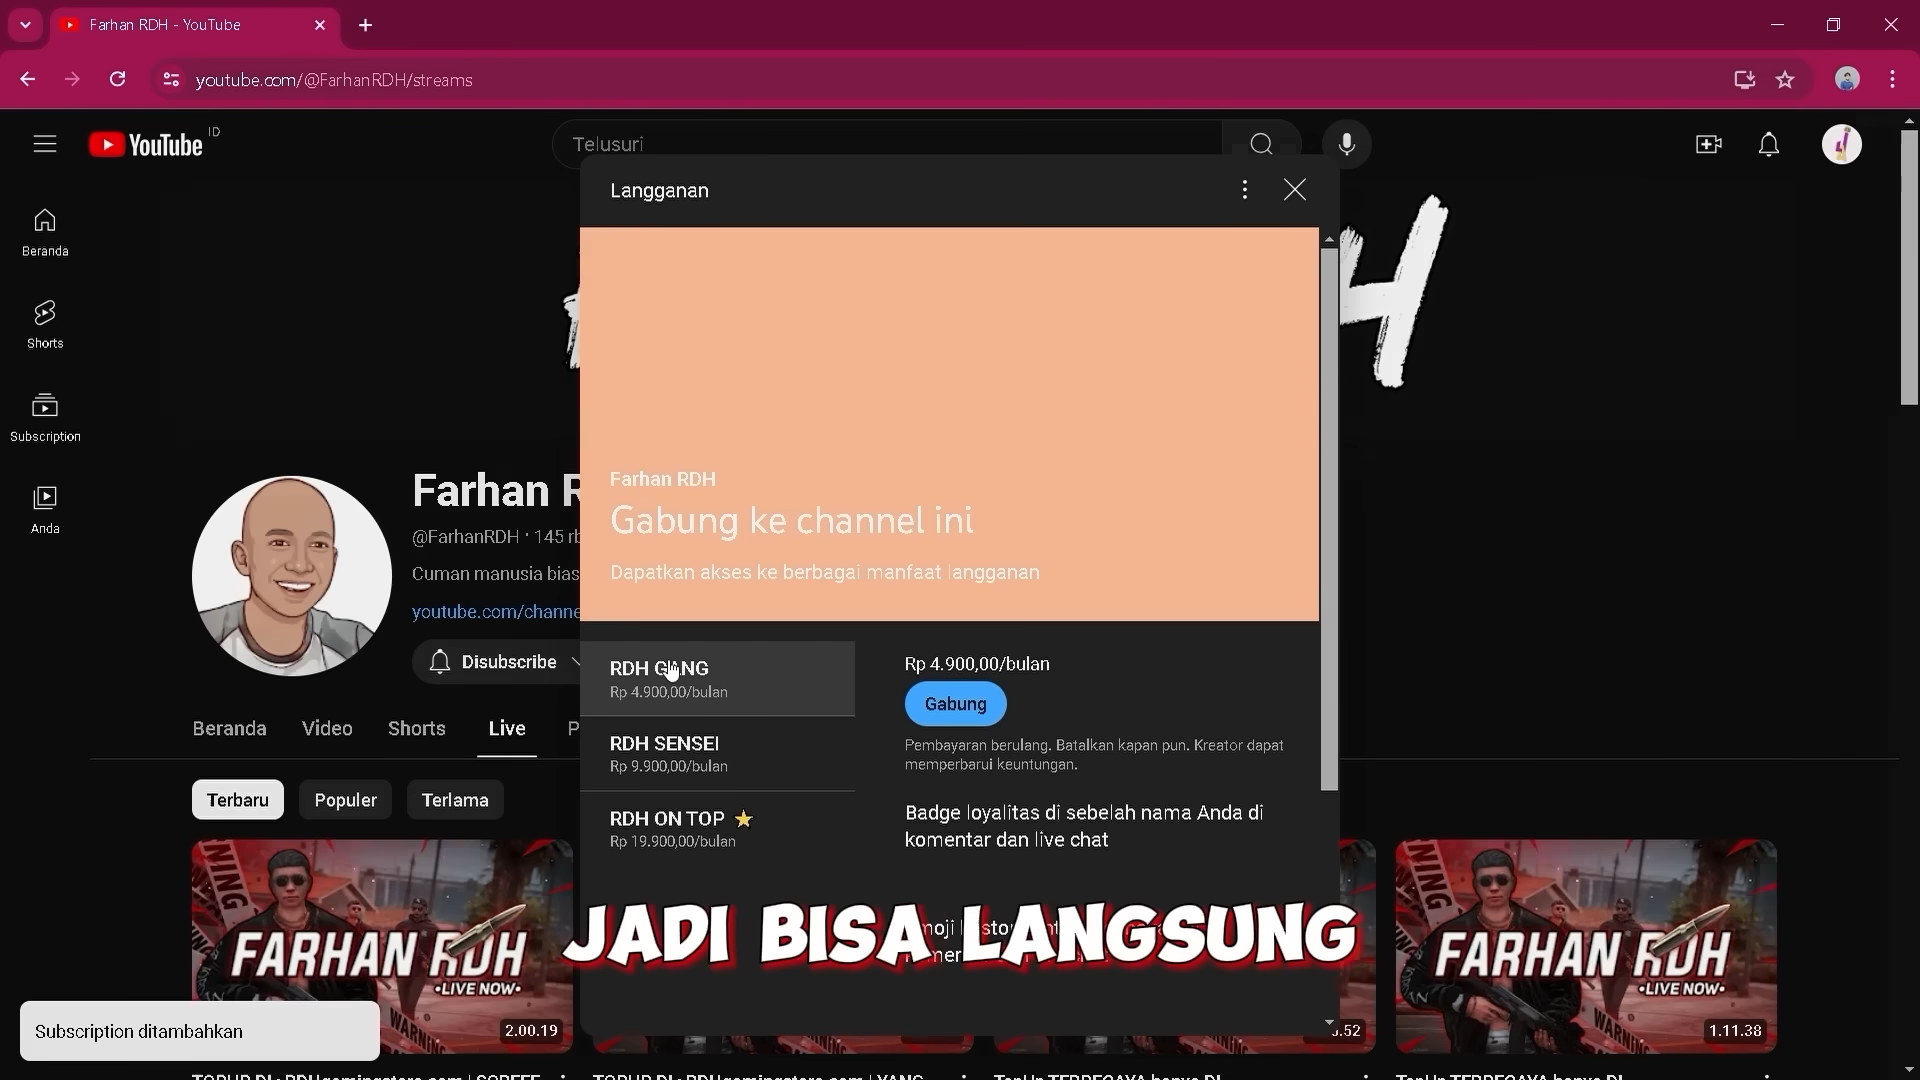 Farhan RDH - YouTube
youtube.com/@FarhanRDH/streams
YouTube ID
Telusuri
Langganan
Beranda
Shorts
Subscription
Anda
Farhan RDH
Gabung ke channel ini
Dapatkan akses ke berbagai manfaat langganan
Farhan
@FarhanRDH · 145
Cuman manusia
youtube.com/
Disubscribe
Beranda Video Shorts Live
Terbaru Populer Terlama
RDH GANG
Rp 4.900,00/bulan
RDH SENSEI
Rp 9.900,00/bulan
RDH ON TOP
Rp 19.900,00/bulan
Rp 4.900,00/bulan
Gabung
Pembayaran berulang. Batalkan kapan pun. Kreator dapat
memperbarui keuntungan.
Badge loyalitas di sebelah nama Anda di
komentar dan live chat
JADI BISA LANGSUNG
FARHAN RDH
•LIVE NOW•
WARNING
2.00.19
FARHAN RDH
•LIVE NOW•
WARNING
1.11.38
Subscription ditambahkan